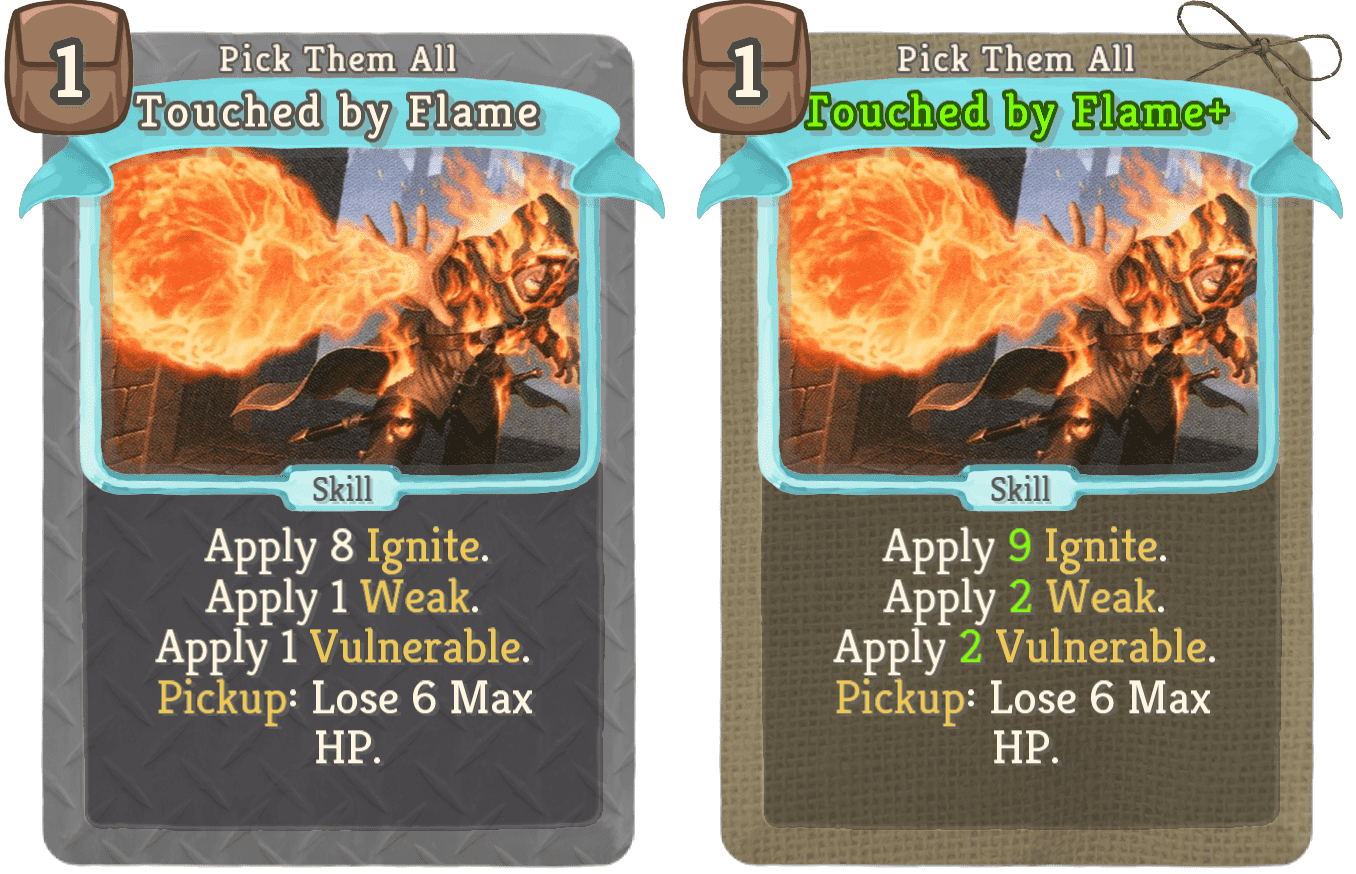 1
Pick Them All
Touched by Flame
Skill
Apply 8 Ignite.
Apply 1 Weak.
Apply 1 Vulnerable.
Pickup: Lose 6 Max
HP.
1
Pick Them All
Touched by Flame+
Skill
Apply 9 Ignite.
Apply 2 Weak.
Apply 2 Vulnerable.
Pickup: Lose 6 Max
HP.